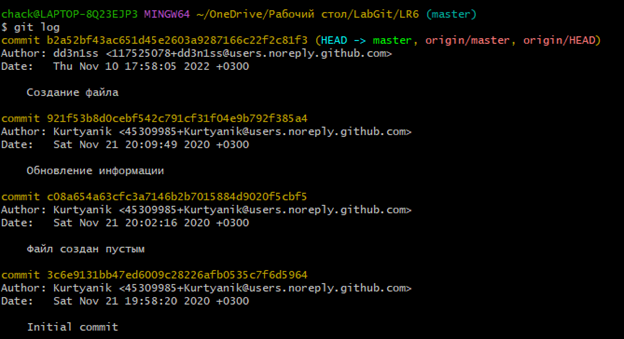 chack@LAPTOP-8Q23EJP3 MINGW64 ~/OneDrive/Рабочий стол/LabGit/LR6 (master)
$ git log
commit b2a52bf43ac651d45e2603a9287166c22f2c81f3 (HEAD -> master, origin/master, origin/HEAD)
Author: dd3n1ss <117525078+dd3n1ss@users.noreply.github.com>
Date:   Thu Nov 10 17:58:05 2022 +0300
Создание файла
commit 921f53b8d0cebf542c791cf31f04e9b792f385a4
Author: Kurtyanik <45309985+Kurtyanik@users.noreply.github.com>
Date:   Sat Nov 21 20:09:49 2020 +0300
Обновление информации
commit c08a654a63cfc3a7146b2b7015884d9020f5cbf5
Author: Kurtyanik <45309985+Kurtyanik@users.noreply.github.com>
Date:   Sat Nov 21 20:02:16 2020 +0300
Файл создан пустым
commit 3c6e9131bb47ed6009c28226afb0535c7f6d5964
Author: Kurtyanik <45309985+Kurtyanik@users.noreply.github.com>
Date:   Sat Nov 21 19:58:20 2020 +0300
Initial commit